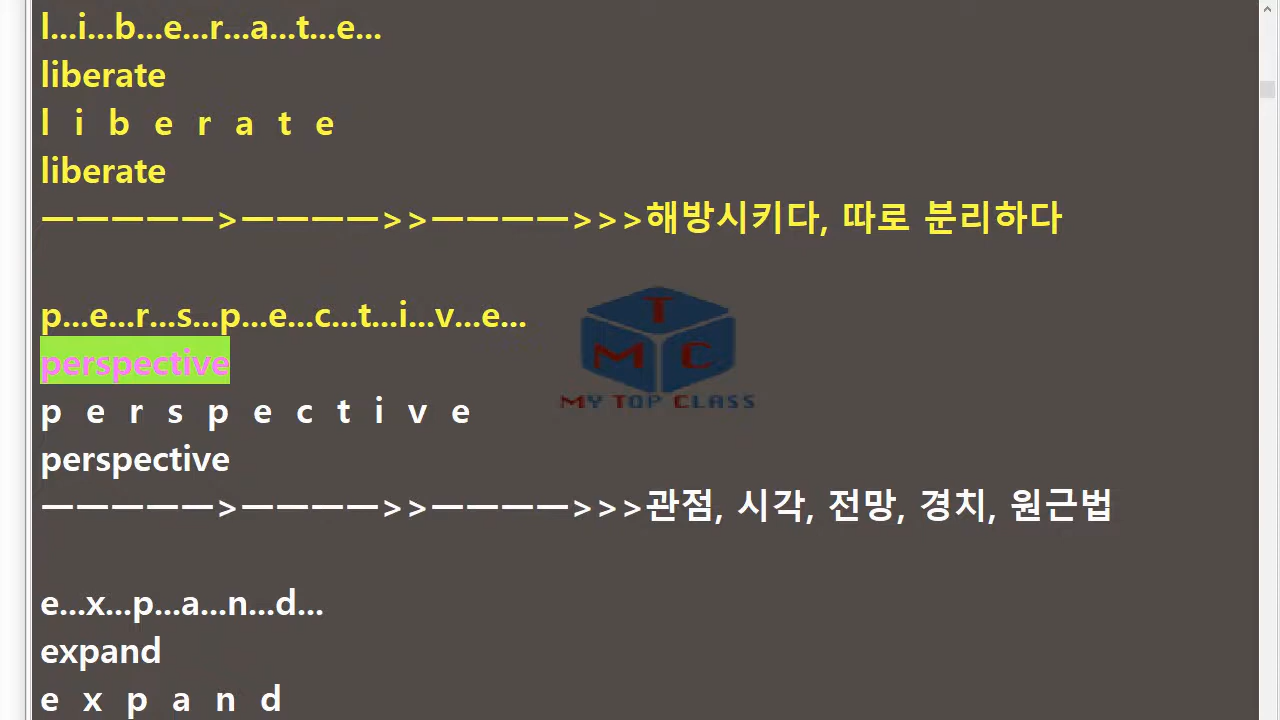 l...i...b...e...r...a...t...e...
liberate
l i b e r a t e
liberate
—————>————>>————>>>해방시키다, 따로 분리하다
p...e...r...s...p...e...c...t...i...v...e...
perspective
p e r s p e c t i v e
perspective
—————>————>>————>>>관점, 시각, 전망, 경치, 원근법
e...x...p...a...n...d...
expand
e x p a n d
T
M C
MY TOP CLASS